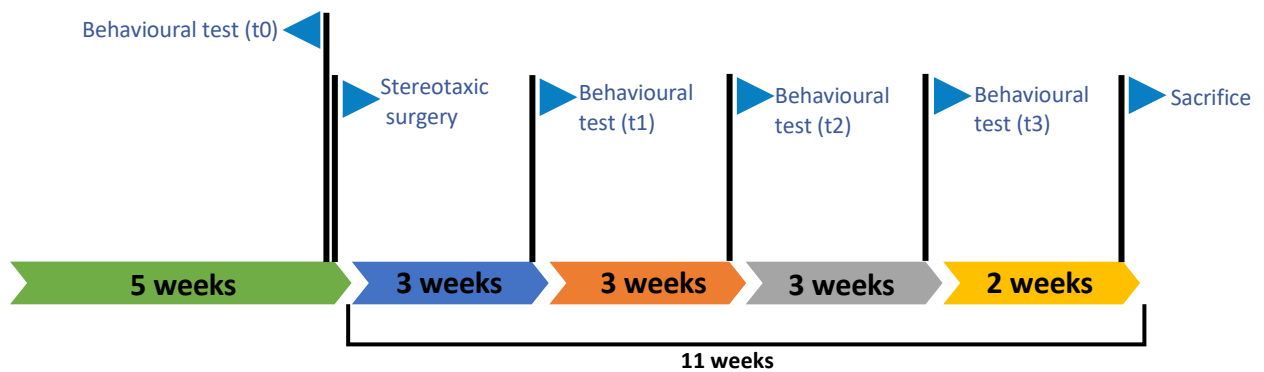 Behavioural test (t0)
Stereotaxic
surgery
Behavioural
test (t1)
Behavioural
test (t2)
Behavioural
test (t3)
Sacrifice
5 weeks
3 weeks
3 weeks
3 weeks
2 weeks
11 weeks